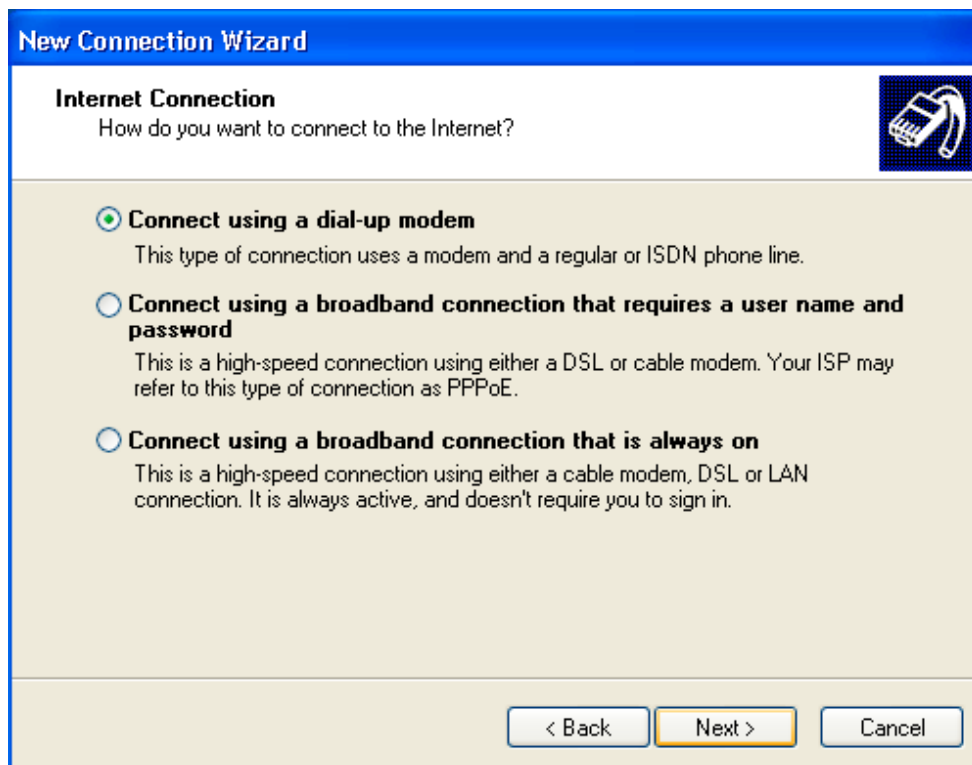 New Connection Wizard
Internet Connection
How do you want to connect to the Internet?
Connect using a dial-up modem
This type of connection uses a modem and a regular or ISDN phone line.
Connect using a broadband connection that requires a user name and
password
This is a high-speed connection using either a DSL or cable modem. Your ISP may
refer to this type of connection as PPPoE.
Connect using a broadband connection that is always on
This is a high-speed connection using either a cable modem, DSL or LAN
connection. It is always active, and doesn't require you to sign in.
< Back Next > Cancel